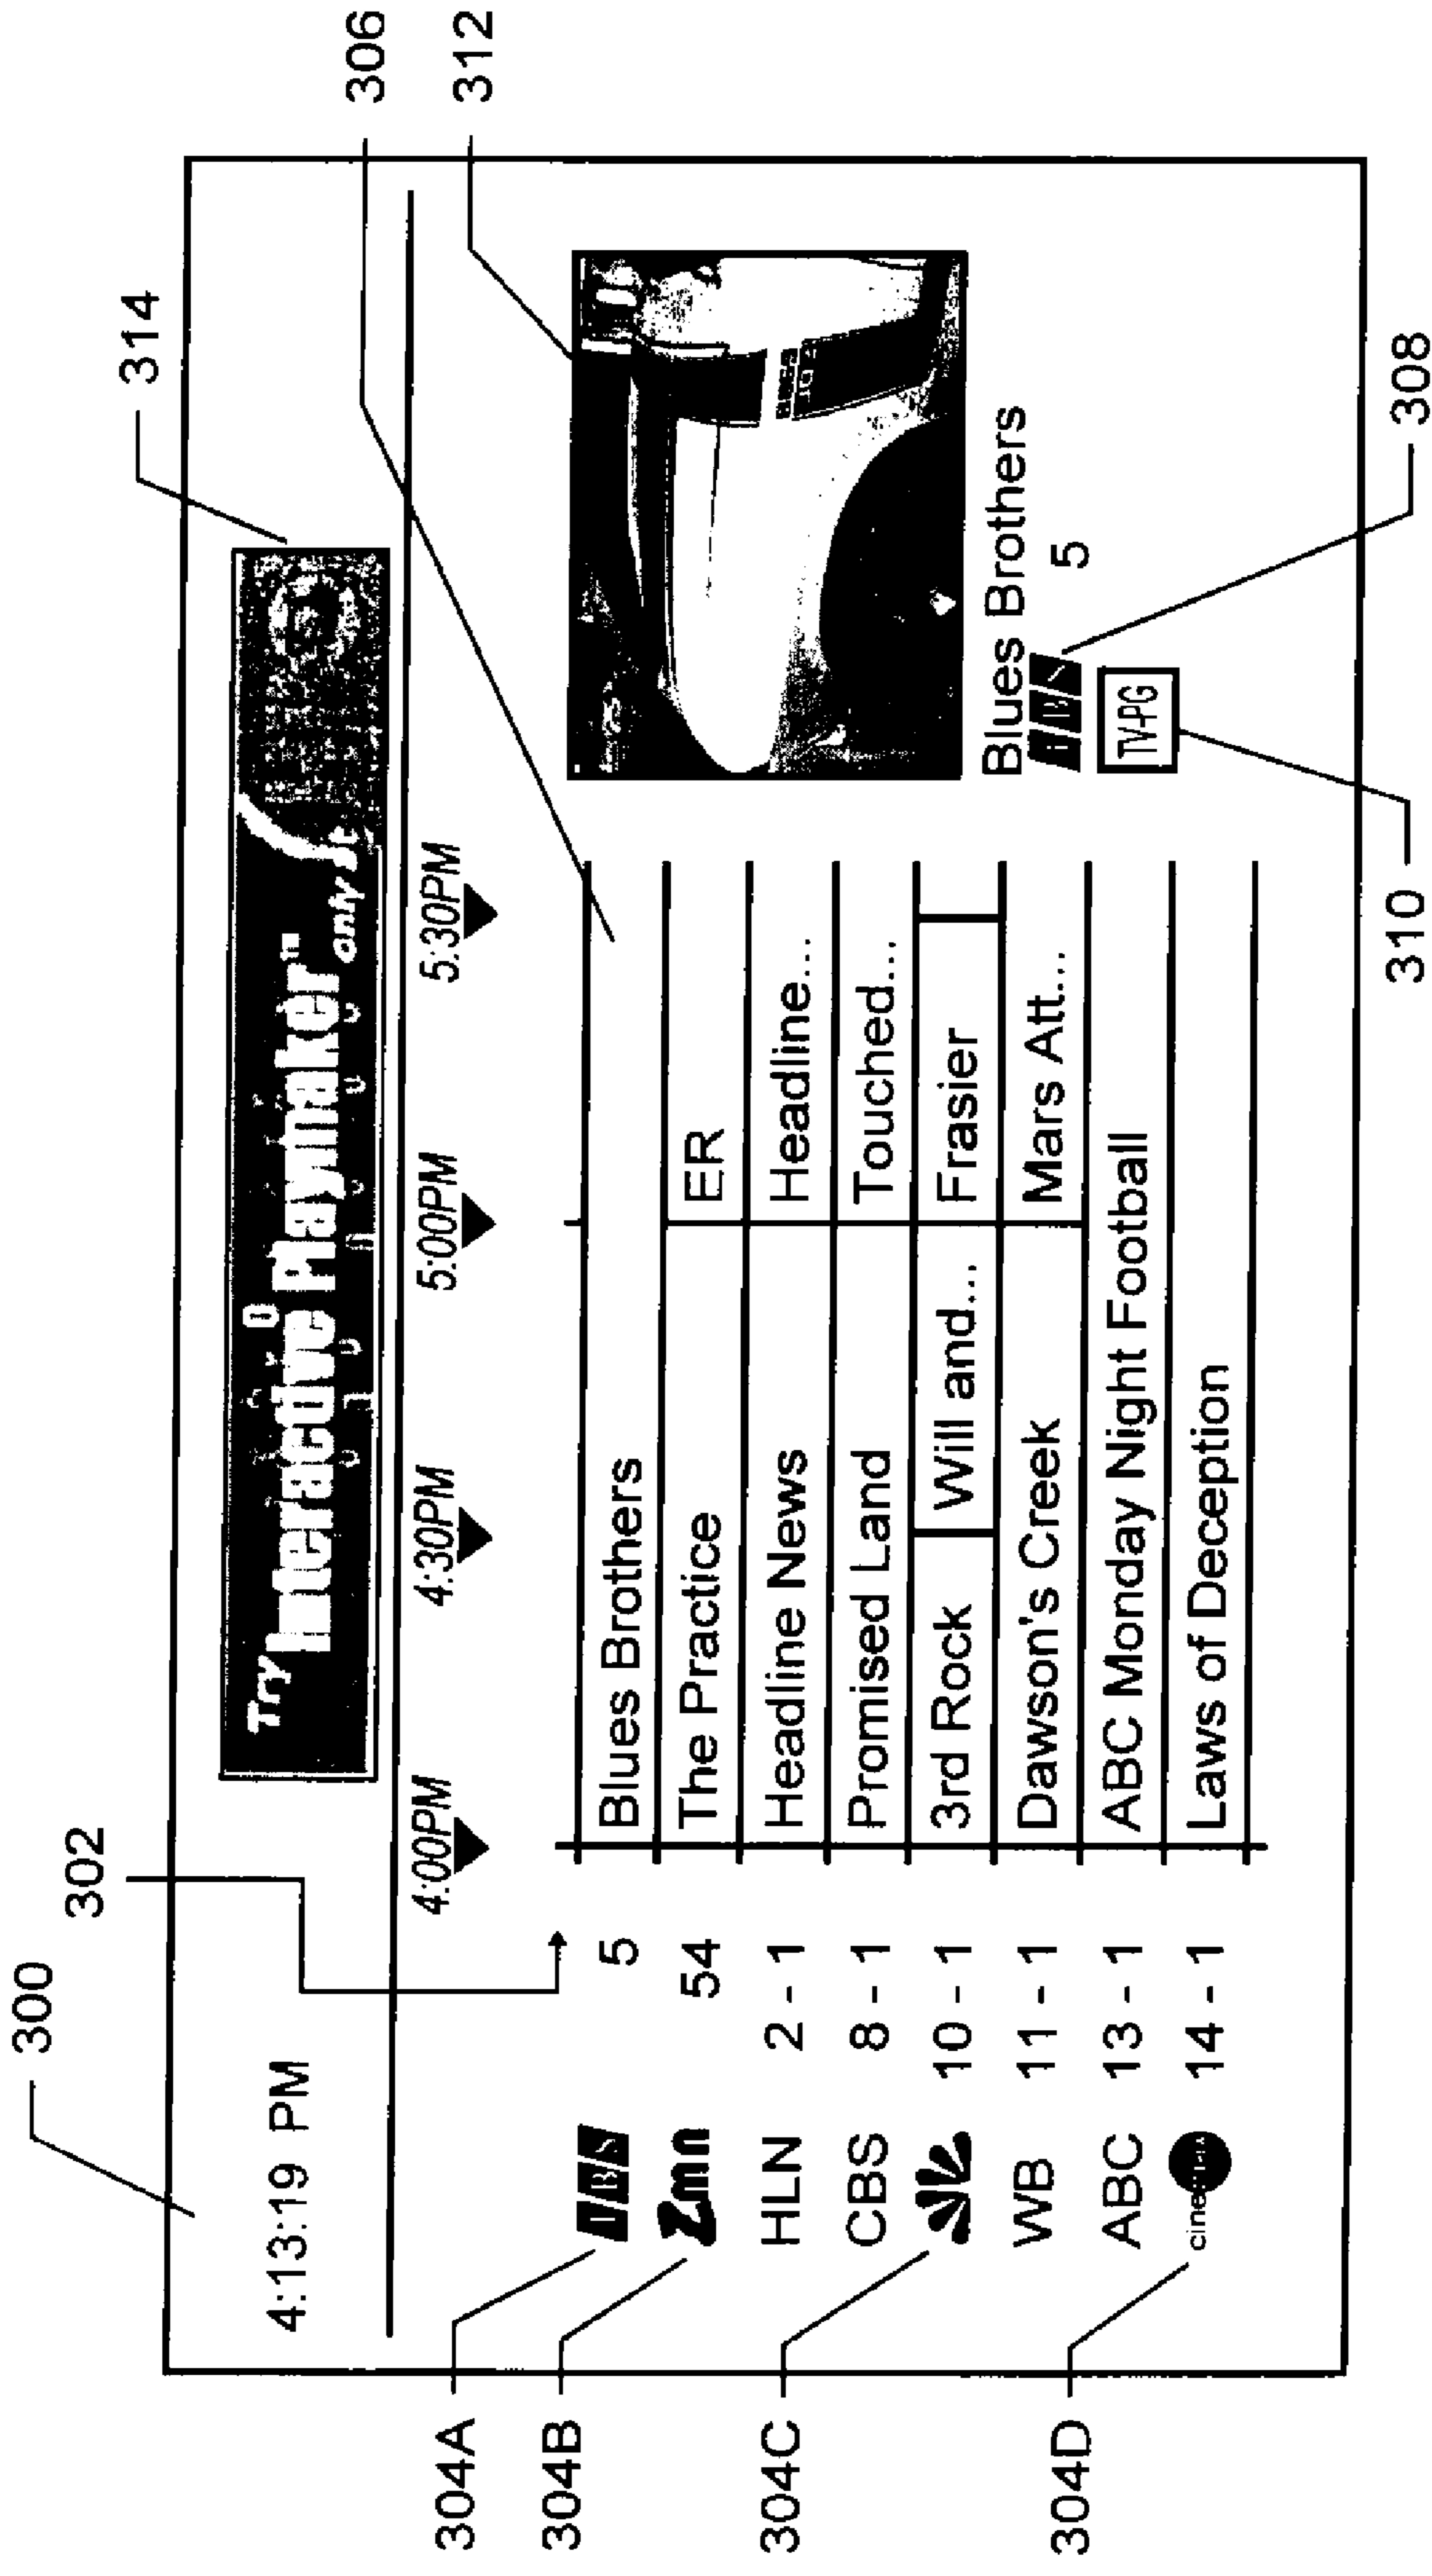 300
302
314
306
312
4:13:19 PM
Try Interactive Playmaker™
only
4:00PM 4:30PM 5:00PM 5:30PM
5 Blues Brothers
Zmn 54 The Practice ER
HLN 2 - 1 Headline News Headline...
CBS 8 - 1 Promised Land Touched...
10 - 1 3rd Rock Will and... Frasier
WB 11 - 1 Dawson's Creek Mars Att...
ABC 13 - 1 ABC Monday Night Football
14 - 1 Laws of Deception
Blues Brothers
5
TV-PG
304A
304B
304C
304D
310
308